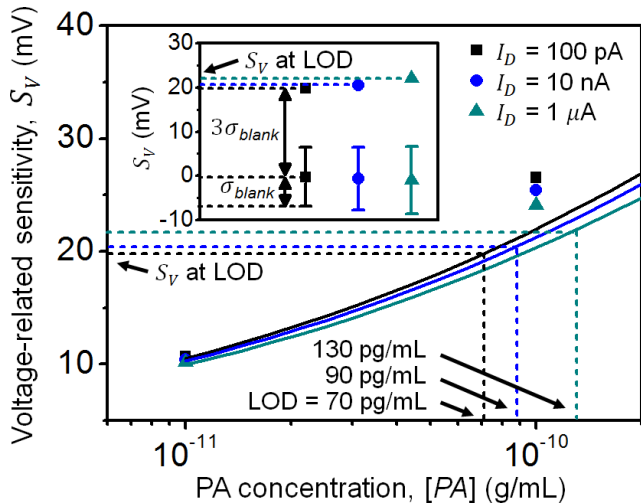 Voltage-related sensitivity, S_V (mV)
40
30
20
10
10⁻¹¹
10⁻¹⁰
PA concentration, [PA] (g/mL)
I_D = 100 pA
I_D = 10 nA
I_D = 1 μA
S_V (mV)
30
20
10
0
-10
S_V at LOD
3σ_blank
σ_blank
S_V at LOD
130 pg/mL
90 pg/mL
LOD = 70 pg/mL